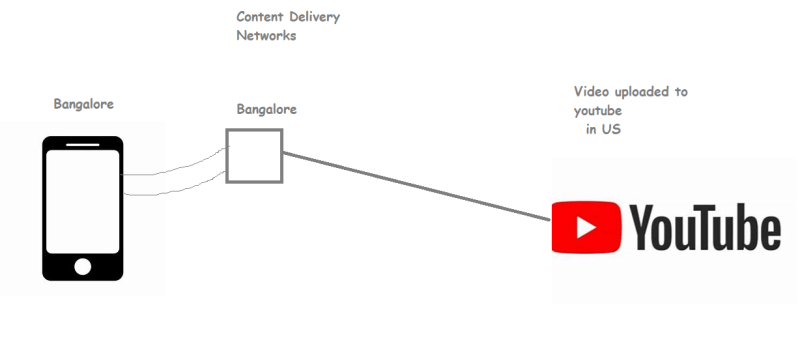 Content Delivery
Networks
Bangalore
Bangalore
Video uploaded to
youtube
in US
YouTube